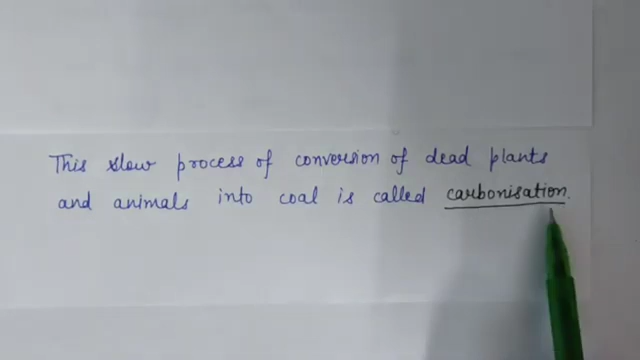 This slow process of conversion of dead plants
and animals into coal is called carbonisation.